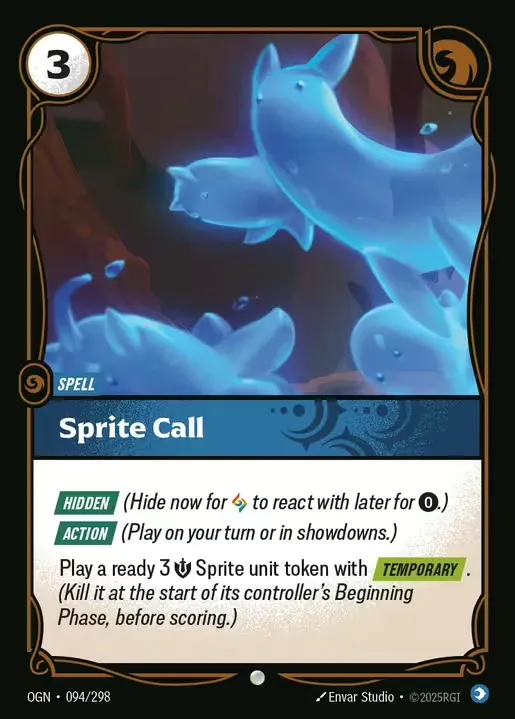 3
SPELL
Sprite Call
HIDDEN (Hide now for to react with later for 0.)
ACTION (Play on your turn or in showdowns.)
Play a ready 3 Sprite unit token with TEMPORARY.
(Kill it at the start of its controller's Beginning
Phase, before scoring.)
OGN • 094/298
Envar Studio • ©2025RGI